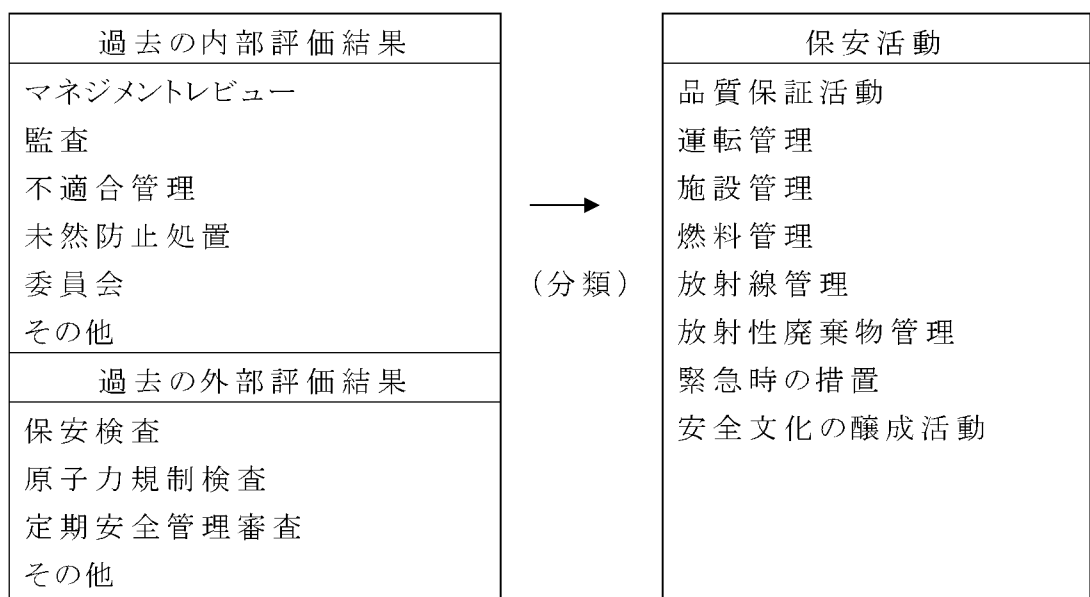 過去の内部評価結果
マネジメントレビュー
監査
不適合管理
未然防止処置
委員会
その他
過去の外部評価結果
保安検査
原子力規制検査
定期安全管理審査
その他
(分類)
保安活動
品質保証活動
運転管理
施設管理
燃料管理
放射線管理
放射性廃棄物管理
緊急時の措置
安全文化の醸成活動